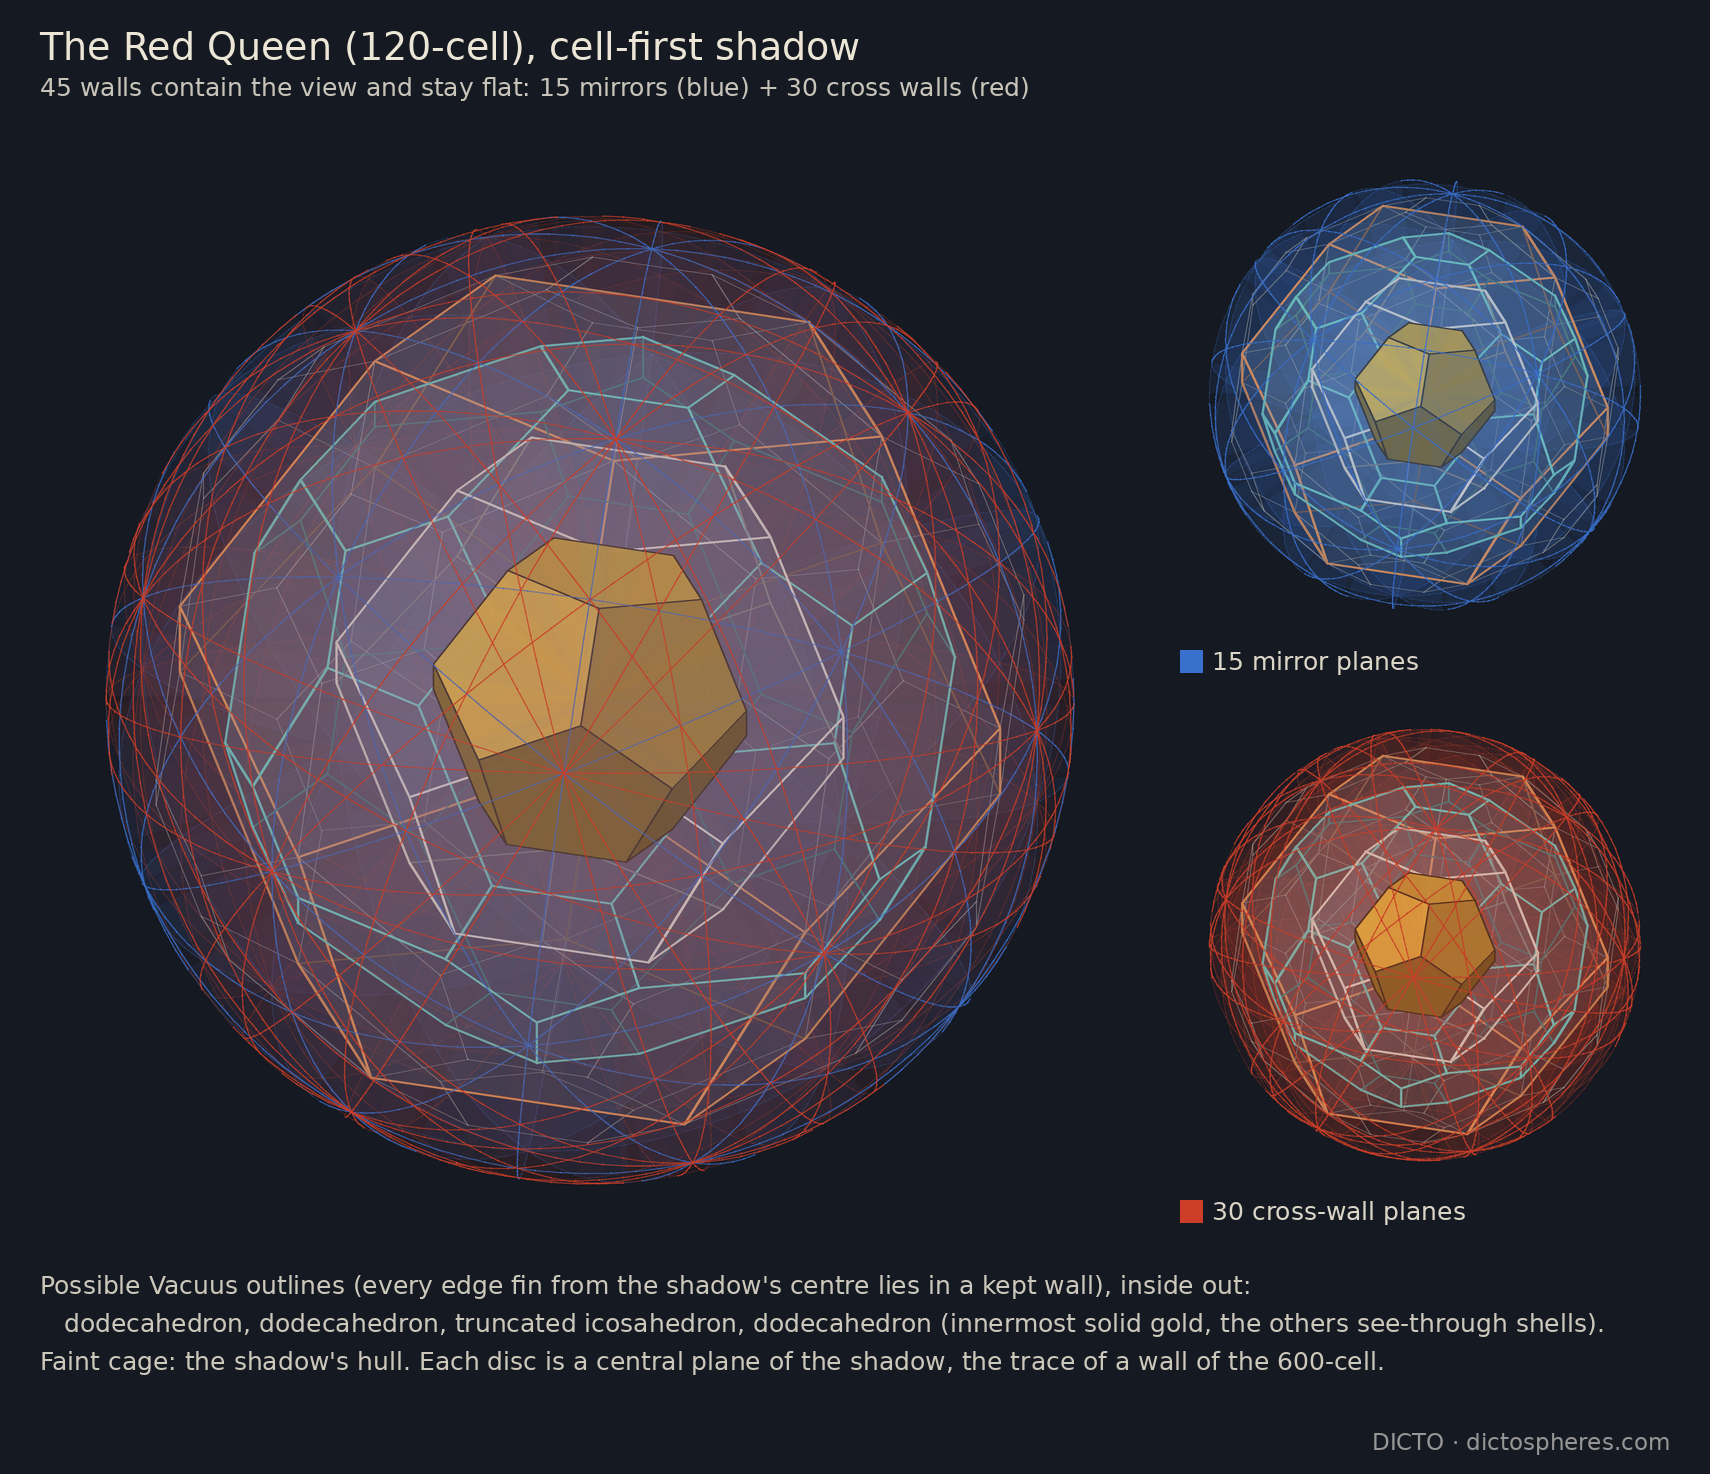 The Red Queen (120-cell), cell-first shadow
45 walls contain the view and stay flat: 15 mirrors (blue) + 30 cross walls (red)
15 mirror planes
30 cross-wall planes
Possible Vacuus outlines (every edge fin from the shadow's centre lies in a kept wall), inside out:
dodecahedron, dodecahedron, truncated icosahedron, dodecahedron (innermost solid gold, the others see-through shells).
Faint cage: the shadow's hull. Each disc is a central plane of the shadow, the trace of a wall of the 600-cell.
DICTO · dictospheres.com